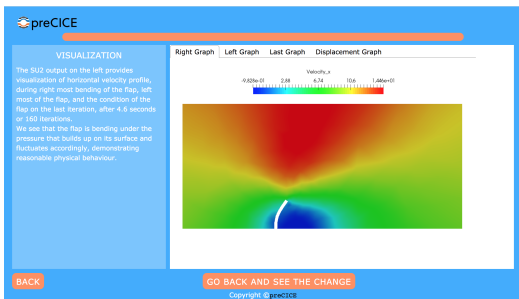 preCICE
VISUALIZATION
The SU2 output on the left provides
visualization of horizontal velocity profile,
during right most bending of the flap, left
most of the flap, and the condition of the
flap on the last iteration, after 4.6 seconds
or 160 iterations.
We see that the flap is bending under the
pressure that builds up on its surface and
fluctuates accordingly, demonstrating
reasonable physical behaviour.
Right Graph Left Graph Last Graph Displacement Graph
Velocity_x
-9.828e-01 2.88 6.74 10.6 1.446e+01
BACK
GO BACK AND SEE THE CHANGE
Copyright ©preCICE